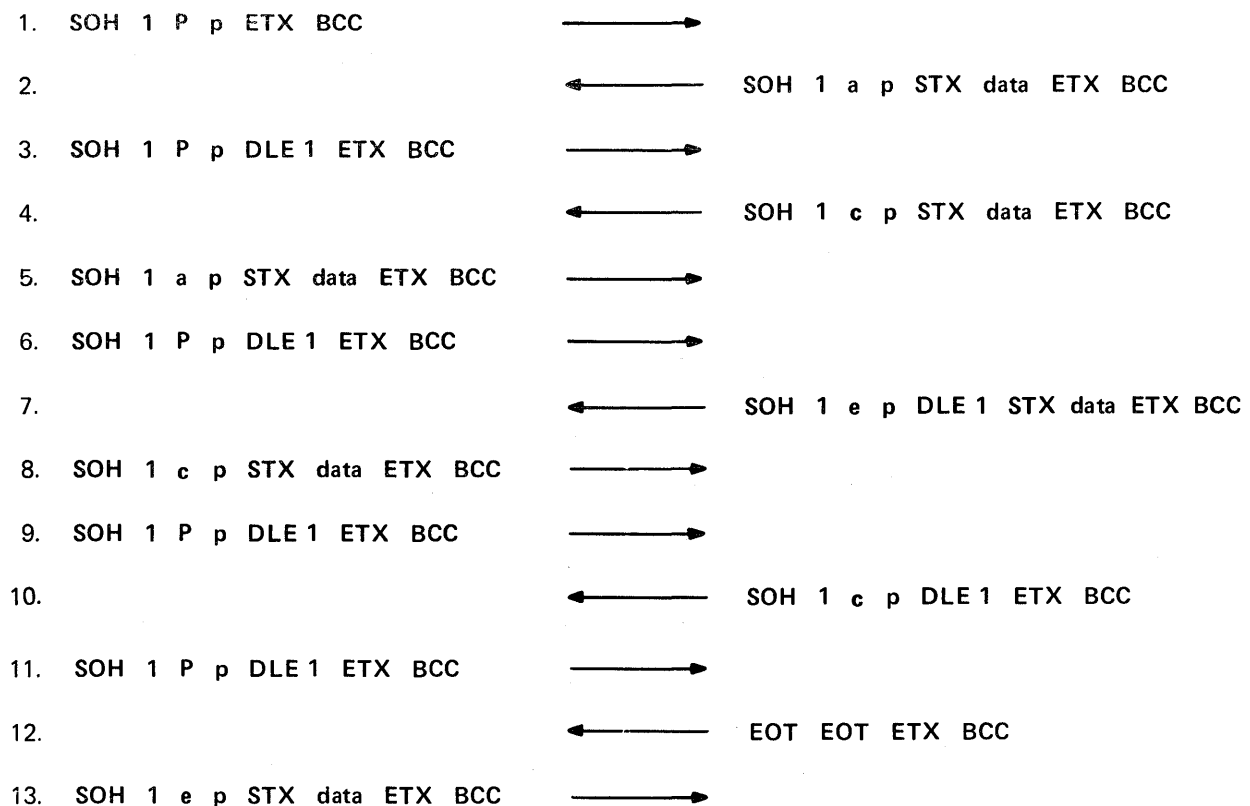 1. SOH 1 P p ETX BCC
2. SOH 1 a p STX data ETX BCC
3. SOH 1 P p DLE 1 ETX BCC
4. SOH 1 c p STX data ETX BCC
5. SOH 1 a p STX data ETX BCC
6. SOH 1 P p DLE 1 ETX BCC
7. SOH 1 e p DLE 1 STX data ETX BCC
8. SOH 1 c p STX data ETX BCC
9. SOH 1 P p DLE 1 ETX BCC
10. SOH 1 c p DLE 1 ETX BCC
11. SOH 1 P p DLE 1 ETX BCC
12. EOT EOT ETX BCC
13. SOH 1 e p STX data ETX BCC